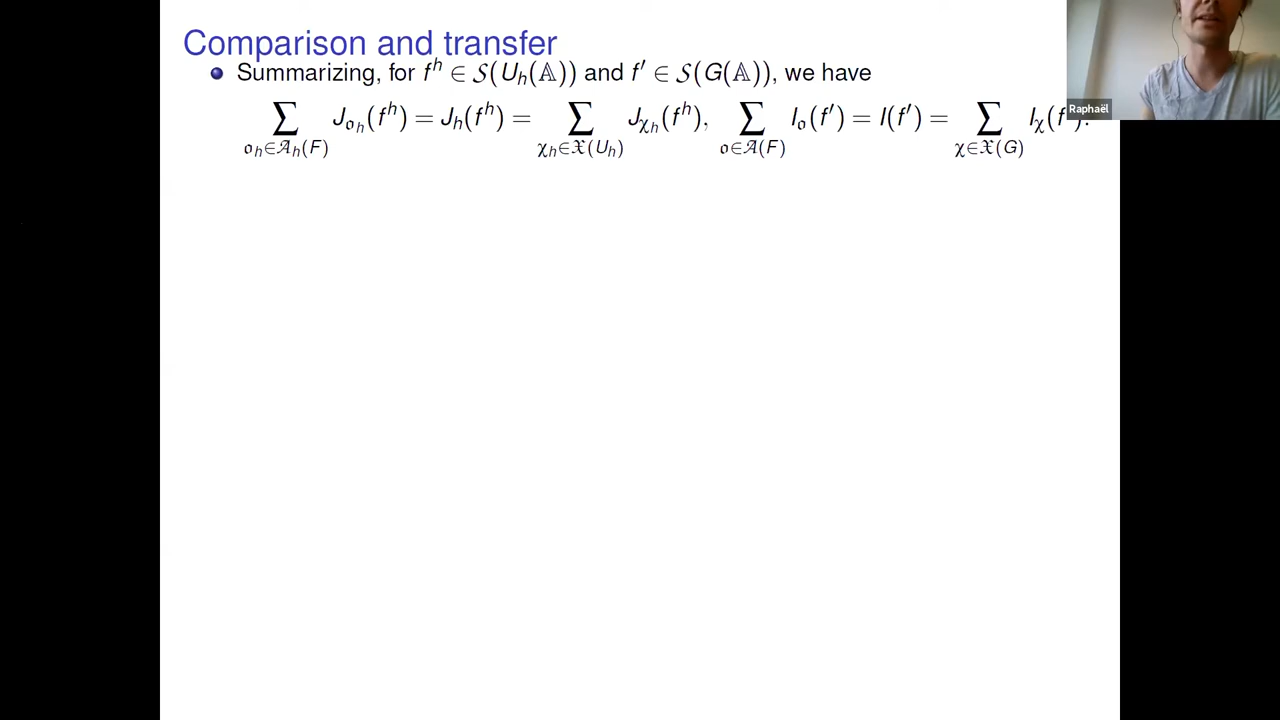 Comparison and transfer
Summarizing, for f^h ∈ 𝒮(U_h(𝔸)) and f′ ∈ 𝒮(G(𝔸)), we have
∑_{𝔬_h∈𝒜_h(F)} J_{𝔬_h}(f^h) = J_h(f^h) = ∑_{χ_h∈𝔛(U_h)} J_{χ_h}(f^h), ∑_{𝔬∈𝒜(F)} I_𝔬(f′) = I(f′) = ∑_{χ∈𝔛(G)} I_χ(f′).
Raphaël